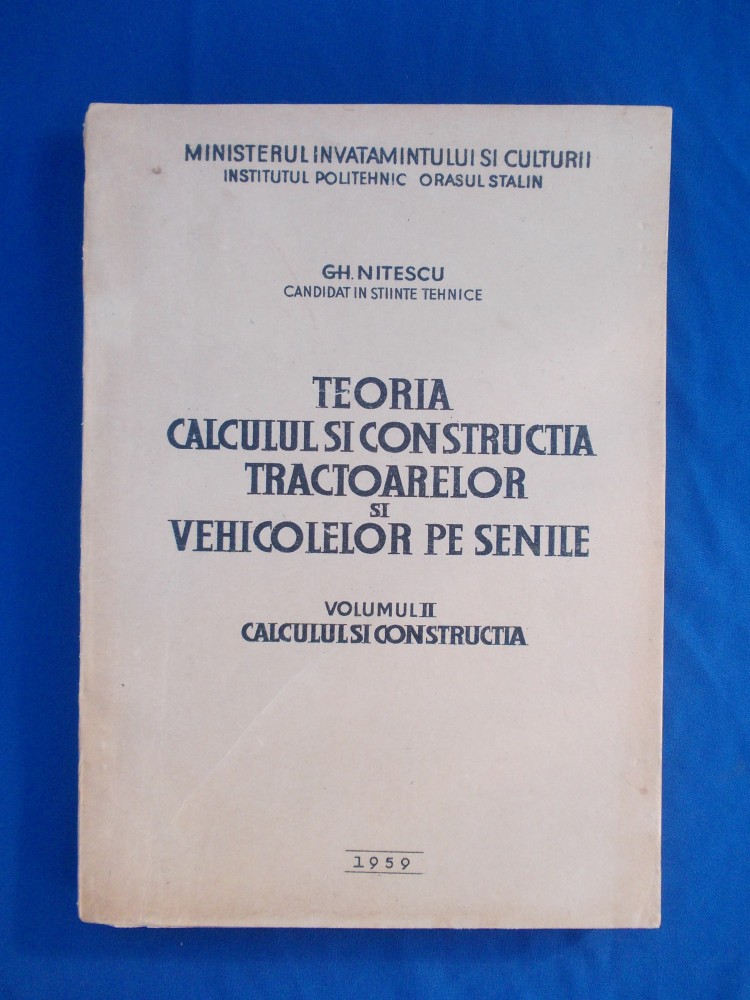 MINISTERUL INVATAMINTULUI SI CULTURII
INSTITUTUL POLITEHNIC ORASUL STALIN
GH. NITESCU
CANDIDAT IN STIINTE TEHNICE
TEORIA
CALCULUL SI CONSTRUCTIA
TRACTOARELOR
SI
VEHICOLELOR PE SENILE
VOLUMUL II
CALCULUL SI CONSTRUCTIA
1959